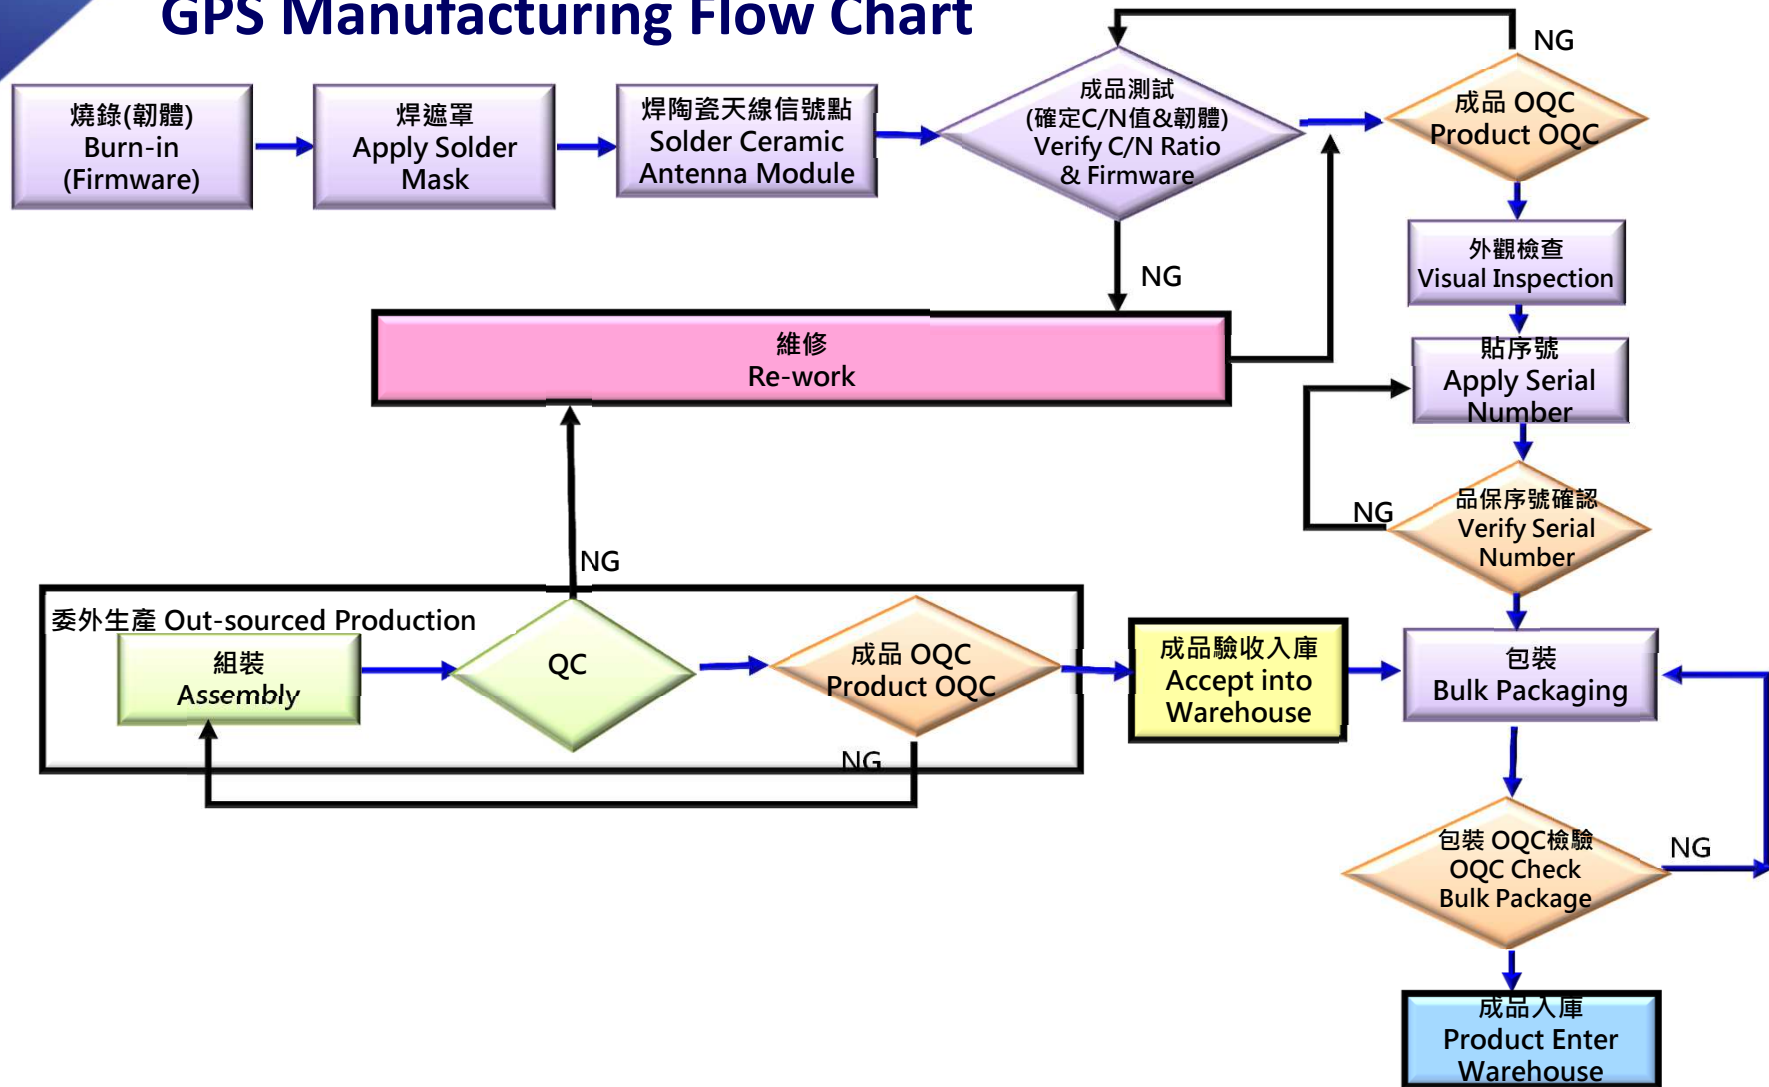 GPS Manufacturing Flow Chart
燒錄(韌體)
Burn-in
(Firmware)
焊遮罩
Apply Solder
Mask
焊陶瓷天線信號點
Solder Ceramic
Antenna Module
成品測試
(確定C/N值&韌體)
Verify C/N Ratio
& Firmware
NG
成品 OQC
Product OQC
NG
外觀檢查
Visual Inspection
維修
Re-work
貼序號
Apply Serial
Number
NG
品保序號確認
Verify Serial
Number
NG
委外生產 Out-sourced Production
組裝
Assembly
QC
成品 OQC
Product OQC
NG
成品驗收入庫
Accept into
Warehouse
包裝
Bulk Packaging
包裝 OQC檢驗
OQC Check
Bulk Package
NG
成品入庫
Product Enter
Warehouse